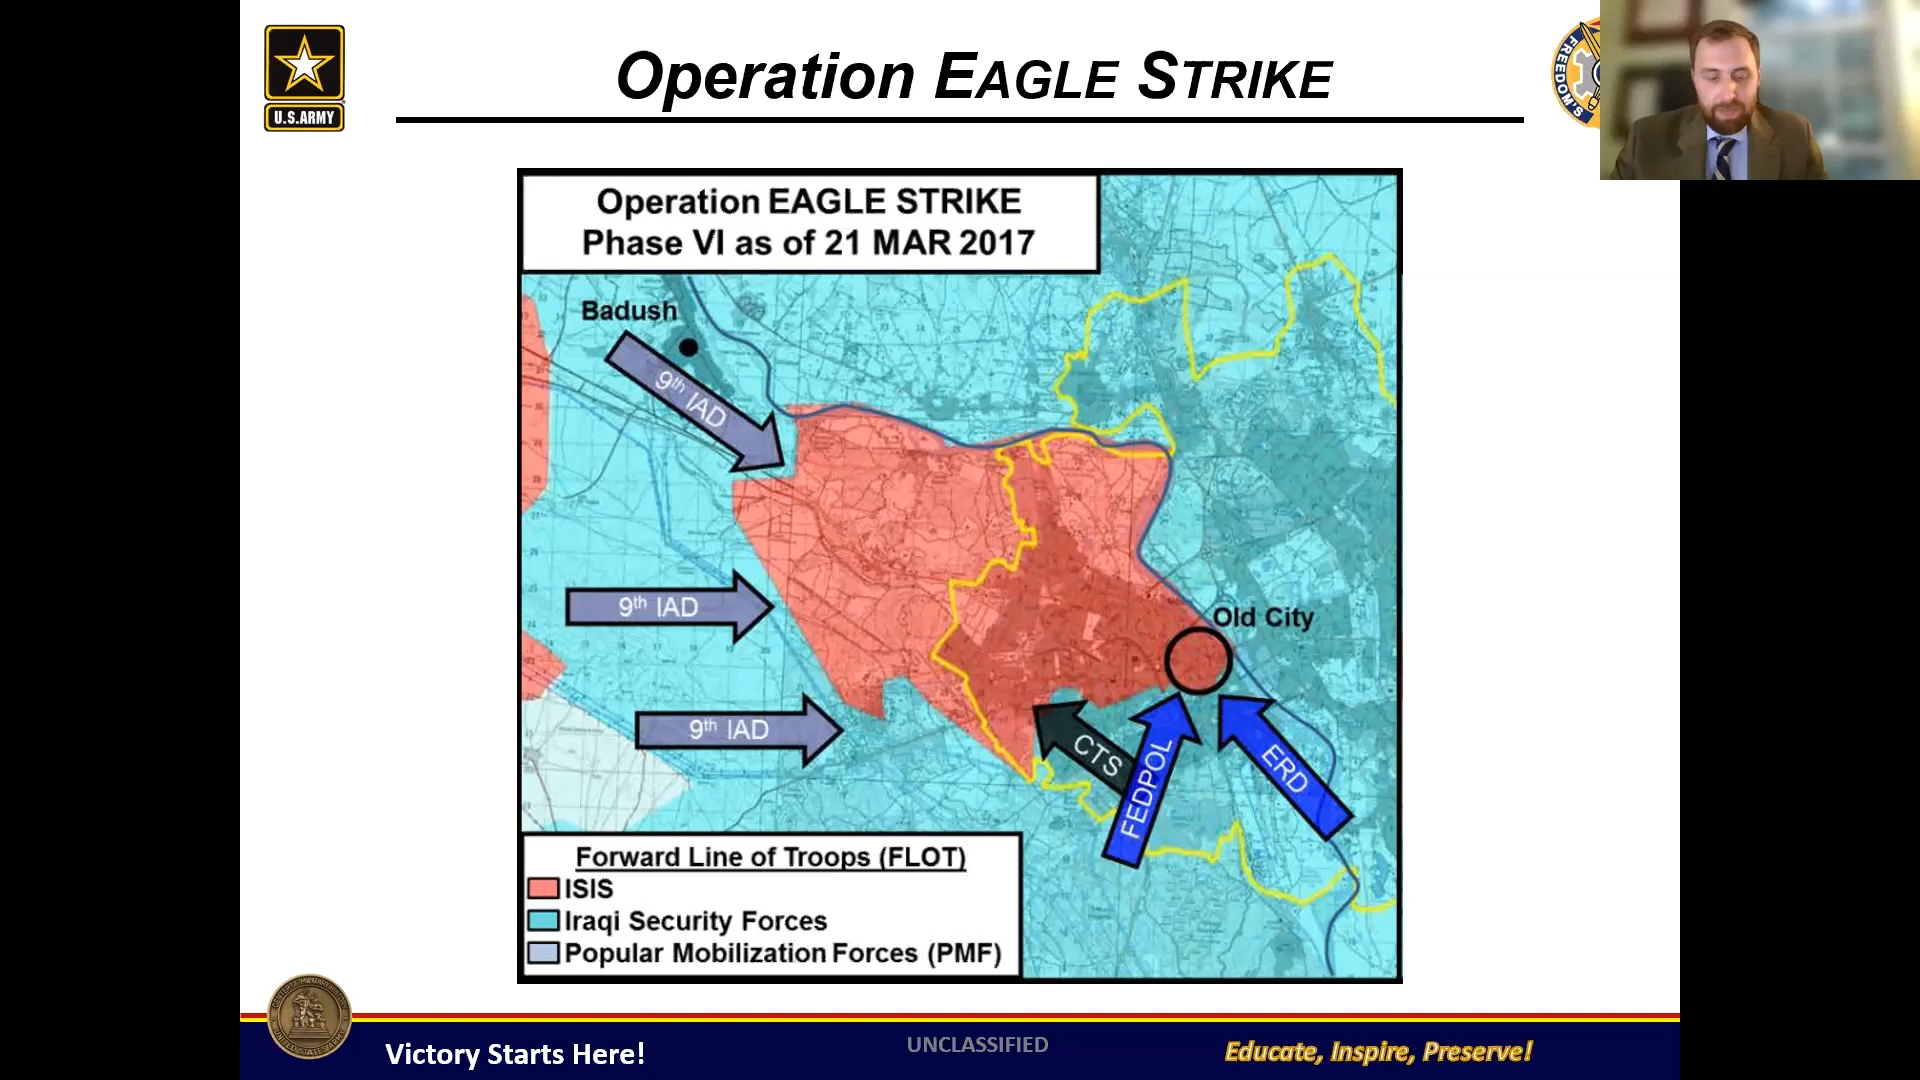 Operation EAGLE STRIKE
U.S.ARMY
FREEDOM'S
Operation EAGLE STRIKE
Phase VI as of 21 MAR 2017
Badush
9th IAD
9th IAD
Old City
9th IAD
CTS
FEDPOL
ERD
Forward Line of Troops (FLOT)
ISIS
Iraqi Security Forces
Popular Mobilization Forces (PMF)
Victory Starts Here!
UNCLASSIFIED
Educate, Inspire, Preserve!